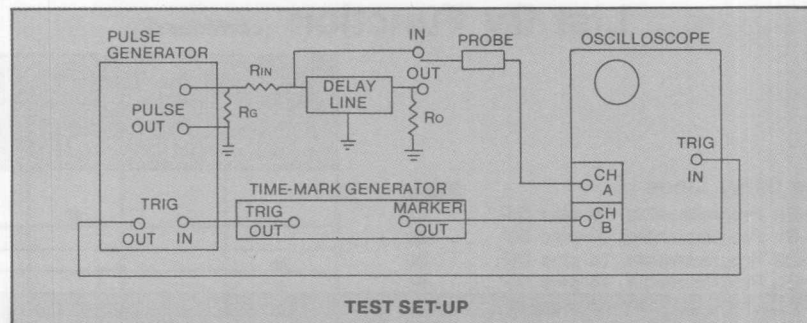 PULSE
GENERATOR
IN
PROBE
OSCILLOSCOPE
RIN
OUT
DELAY
LINE
PULSE
OUT
RG
RO
TRIG
IN
CH
A
TIME-MARK GENERATOR
TRIG
OUT
IN
TRIG
OUT
MARKER
OUT
CH
B
TEST SET-UP